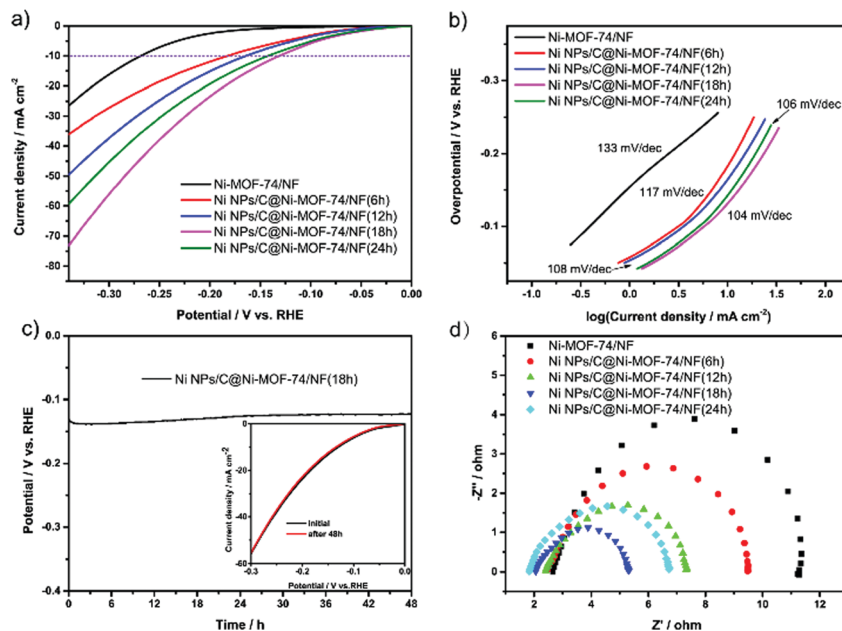 a)
0
-10
-20
-30
-40
-50
-60
-70
-80
Current density / mA cm-2
Ni-MOF-74/NF
Ni NPs/C@Ni-MOF-74/NF(6h)
Ni NPs/C@Ni-MOF-74/NF(12h)
Ni NPs/C@Ni-MOF-74/NF(18h)
Ni NPs/C@Ni-MOF-74/NF(24h)
-0.30 -0.25 -0.20 -0.15 -0.10 -0.05 0.00
Potential / V vs. RHE
b)
Ni-MOF-74/NF
Ni NPs/C@Ni-MOF-74/NF(6h)
Ni NPs/C@Ni-MOF-74/NF(12h)
Ni NPs/C@Ni-MOF-74/NF(18h)
Ni NPs/C@Ni-MOF-74/NF(24h)
-0.3
-0.2
-0.1
Overpotential / V vs. RHE
106 mV/dec
133 mV/dec
117 mV/dec
104 mV/dec
108 mV/dec
-1.0 -0.5 0.0 0.5 1.0 1.5 2.0
log(Current density / mA cm-2)
c)
0.0
-0.1
-0.2
-0.3
-0.4
Potential / V vs. RHE
Ni NPs/C@Ni-MOF-74/NF(18h)
0
-20
-40
-60
Current density / mA cm-2
initial
after 48h
-0.3 -0.2 -0.1 0.0
Potential / V vs.RHE
0 6 12 18 24 30 36 42 48
Time / h
d)
Ni-MOF-74/NF
Ni NPs/C@Ni-MOF-74/NF(6h)
Ni NPs/C@Ni-MOF-74/NF(12h)
Ni NPs/C@Ni-MOF-74/NF(18h)
Ni NPs/C@Ni-MOF-74/NF(24h)
6
5
4
3
2
1
0
-Z'' / ohm
2 4 6 8 10 12
Z' / ohm